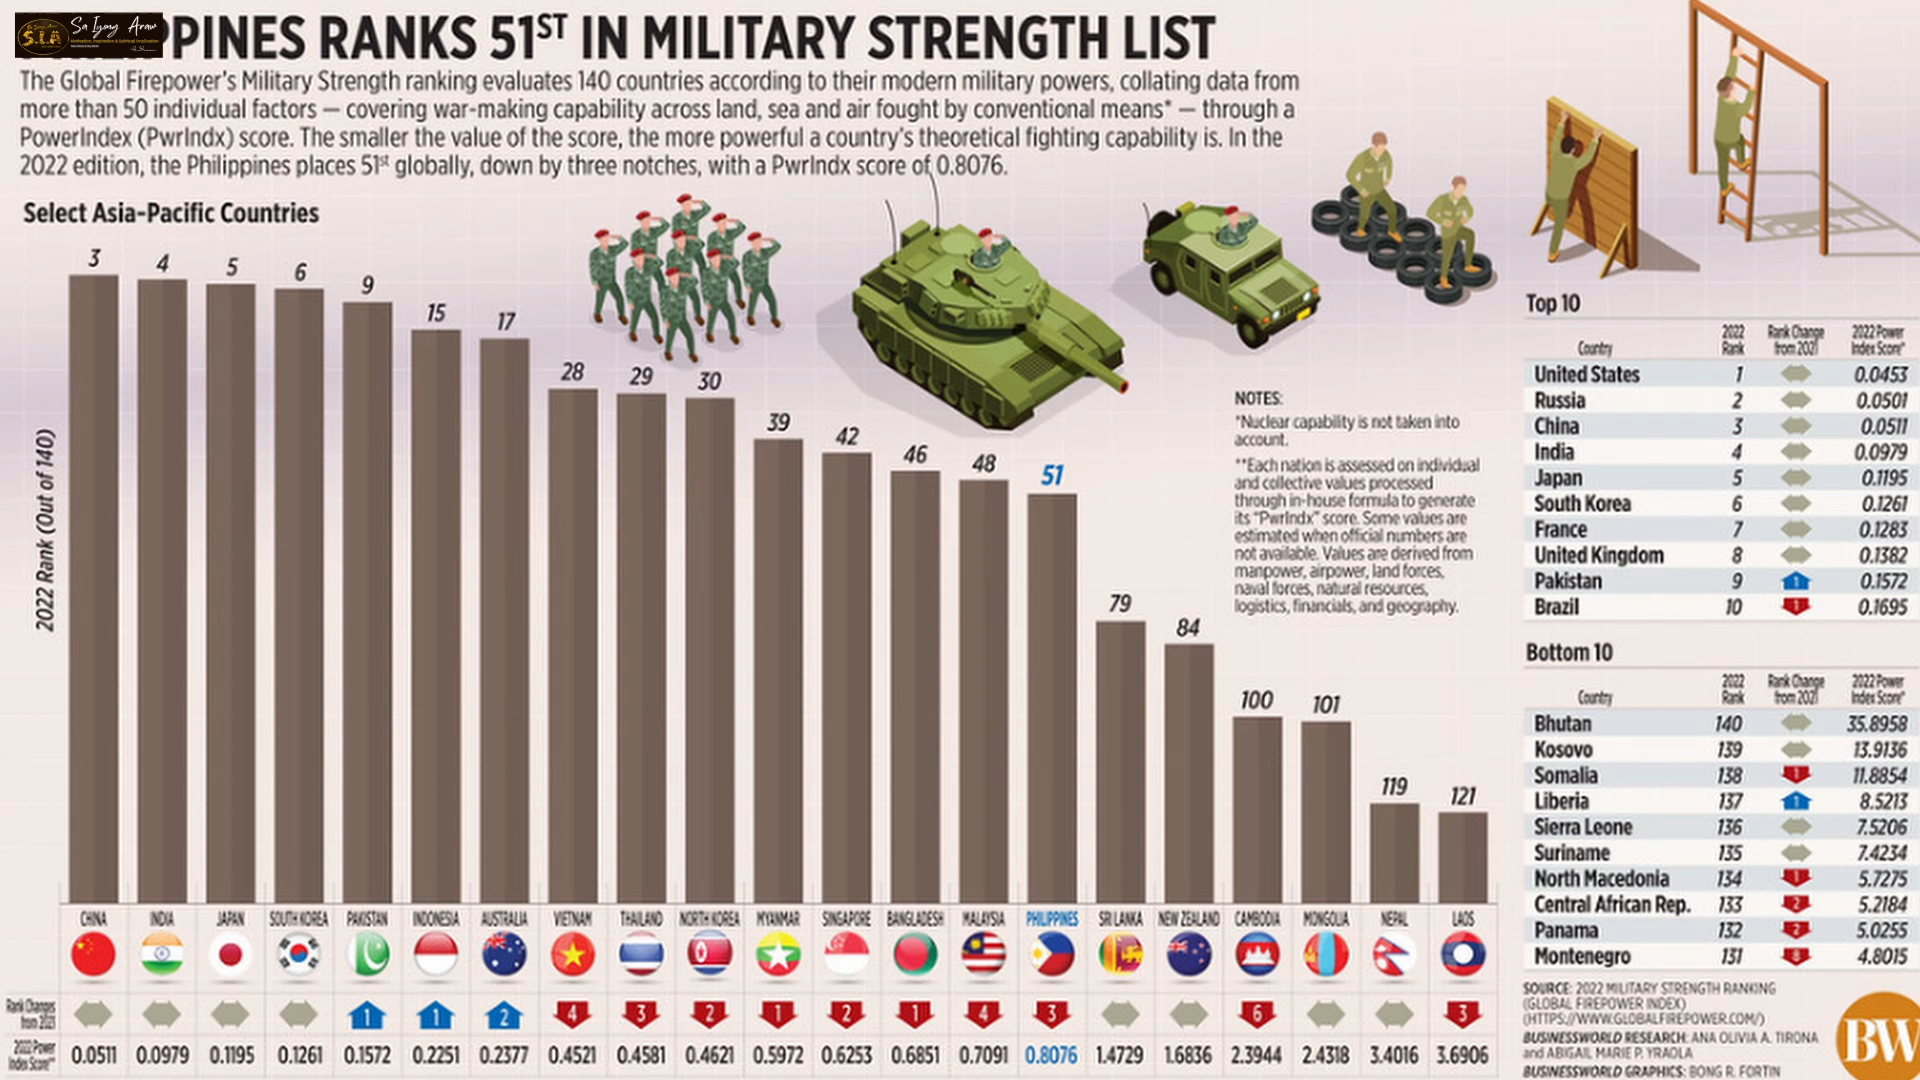 S.I.A
Sa Iyong Araw
PINES RANKS 51ST IN MILITARY STRENGTH LIST
The Global Firepower's Military Strength ranking evaluates 140 countries according to their modern military powers, collating data from
more than 50 individual factors — covering war-making capability across land, sea and air fought by conventional means* — through a
PowerIndex (PwrIndx) score. The smaller the value of the score, the more powerful a country's theoretical fighting capability is. In the
2022 edition, the Philippines places 51st globally, down by three notches, with a PwrIndx score of 0.8076.
Select Asia-Pacific Countries
3 4 5 6 9 15 17 28 29 30 39 42 46 48 51 79 84 100 101 119 121
2022 Rank (Out of 140)
CHINA INDIA JAPAN SOUTH KOREA PAKISTAN INDONESIA AUSTRALIA VIETNAM THAILAND NORTH KOREA MYANMAR SINGAPORE BANGLADESH MALAYSIA PHILIPPINES SRI LANKA NEW ZEALAND CAMBODIA MONGOLIA NEPAL LAOS
Rank Changes
from 2021
1 1 2 4 3 2 1 2 1 4 3 6 3
2022 Power
Index Score**
0.0511 0.0979 0.1195 0.1261 0.1572 0.2251 0.2377 0.4521 0.4581 0.4621 0.5972 0.6253 0.6851 0.7091 0.8076 1.4729 1.6836 2.3944 2.4318 3.4016 3.6906
NOTES:
*Nuclear capability is not taken into
account.
**Each nation is assessed on individual
and collective values processed
through in-house formula to generate
its "PwrIndx" score. Some values are
estimated when official numbers are
not available. Values are derived from
manpower, airpower, land forces,
naval forces, natural resources,
logistics, financials, and geography.
Top 10
Country 2022 Rank Rank Change from 2021 2022 Power Index Score*
United States 1 0.0453
Russia 2 0.0501
China 3 0.0511
India 4 0.0979
Japan 5 0.1195
South Korea 6 0.1261
France 7 0.1283
United Kingdom 8 0.1382
Pakistan 9 1 0.1572
Brazil 10 1 0.1695
Bottom 10
Country 2022 Rank Rank Change from 2021 2022 Power Index Score*
Bhutan 140 35.8958
Kosovo 139 13.9136
Somalia 138 1 11.8854
Liberia 137 1 8.5213
Sierra Leone 136 7.5206
Suriname 135 7.4234
North Macedonia 134 1 5.7275
Central African Rep. 133 2 5.2184
Panama 132 2 5.0255
Montenegro 131 8 4.8015
SOURCE: 2022 MILITARY STRENGTH RANKING
(GLOBAL FIREPOWER INDEX)
(HTTPS://WWW.GLOBALFIREPOWER.COM/)
BUSINESSWORLD RESEARCH: ANA OLIVIA A. TIRONA
and ABIGAIL MARIE P. YRAOLA
BUSINESSWORLD GRAPHICS: BONG R. FORTIN
BW